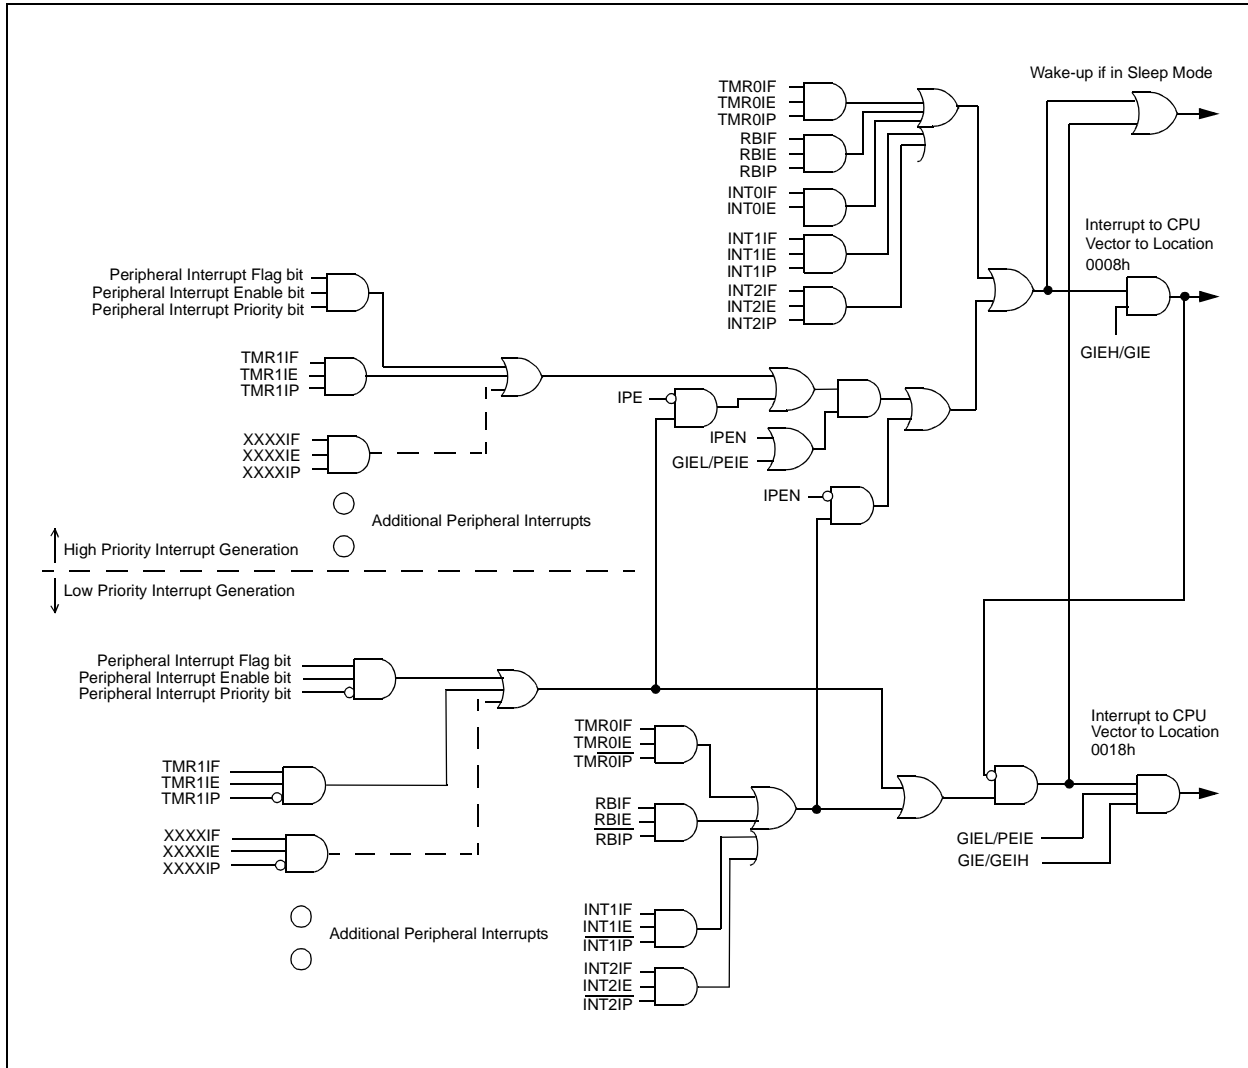 Wake-up if in Sleep Mode
TMR0IF
TMR0IE
TMR0IP
RBIF
RBIE
RBIP
INT0IF
INT0IE
INT1IF
INT1IE
INT1IP
INT2IF
INT2IE
INT2IP
Interrupt to CPU
Vector to Location
0008h
GIEH/GIE
Peripheral Interrupt Flag bit
Peripheral Interrupt Enable bit
Peripheral Interrupt Priority bit
TMR1IF
TMR1IE
TMR1IP
XXXXIF
XXXXIE
XXXXIP
IPE
IPEN
GIEL/PEIE
IPEN
Additional Peripheral Interrupts
High Priority Interrupt Generation
Low Priority Interrupt Generation
Peripheral Interrupt Flag bit
Peripheral Interrupt Enable bit
Peripheral Interrupt Priority bit
TMR1IF
TMR1IE
TMR1IP
XXXXIF
XXXXIE
XXXXIP
Additional Peripheral Interrupts
TMR0IF
TMR0IE
TMR0IP
RBIF
RBIE
RBIP
INT1IF
INT1IE
INT1IP
INT2IF
INT2IE
INT2IP
Interrupt to CPU
Vector to Location
0018h
GIEL/PEIE
GIE/GEIH